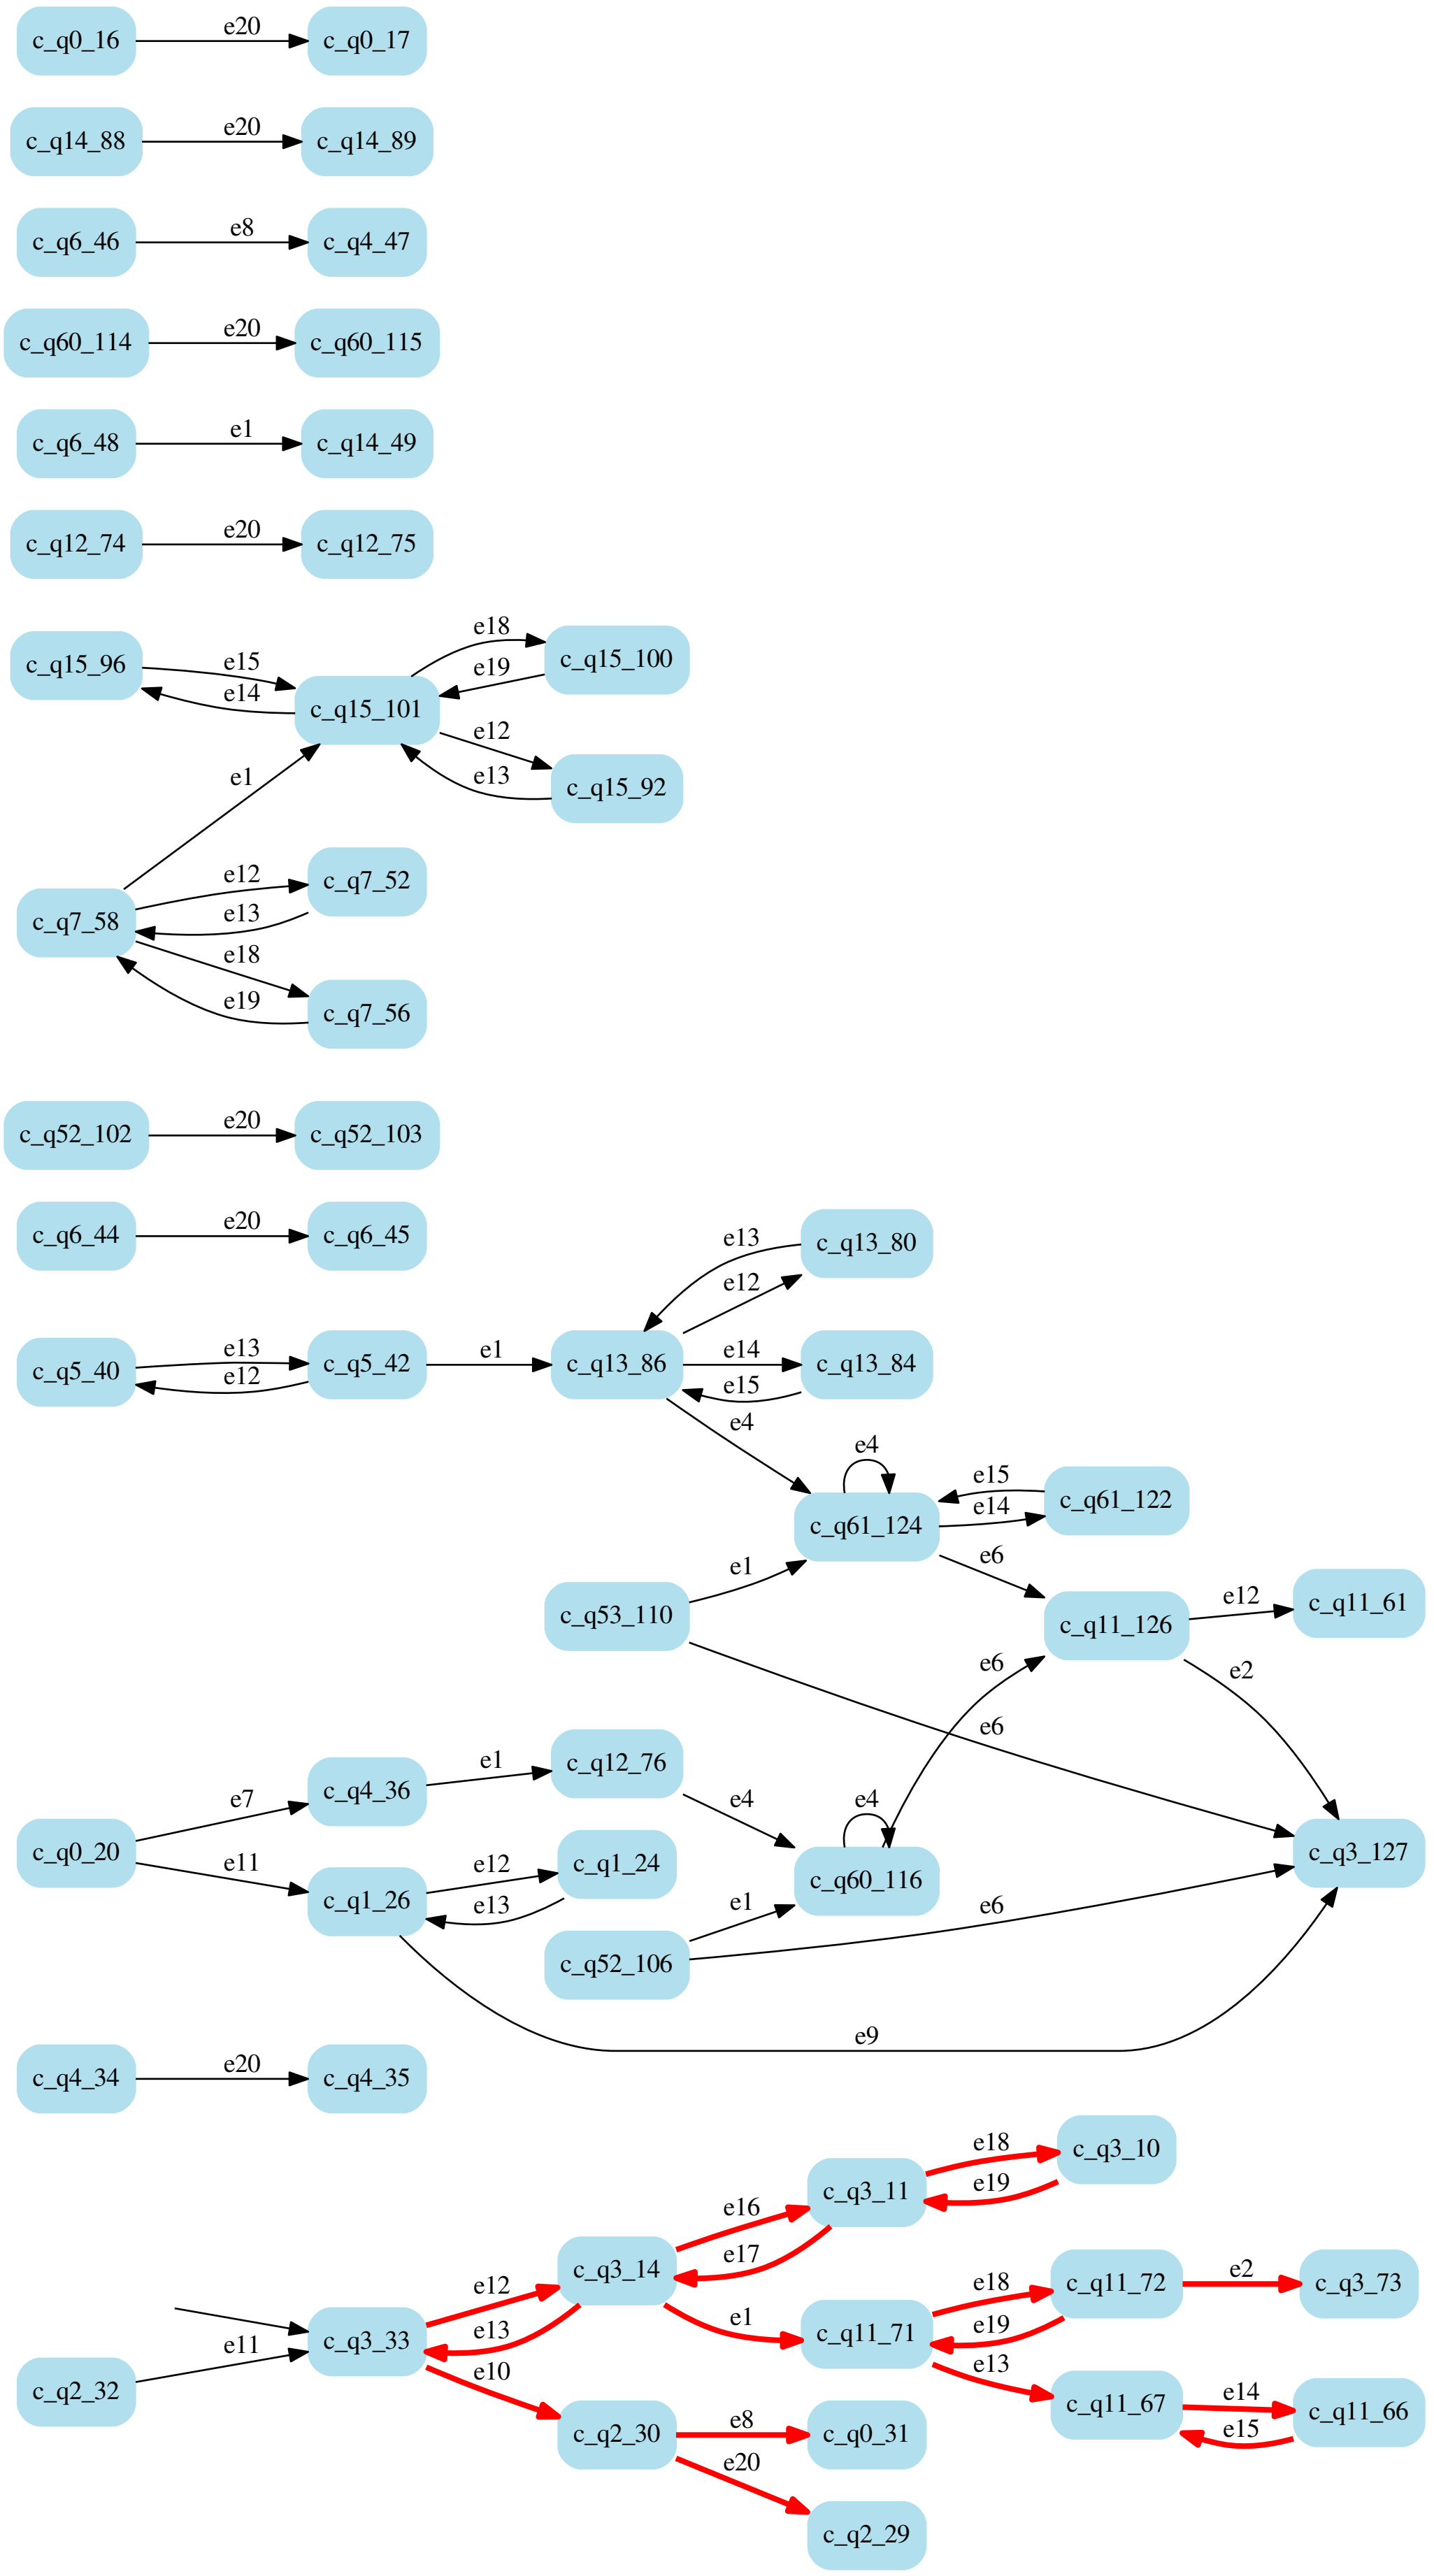 c_q0_16 e20 c_q0_17
c_q14_88 e20 c_q14_89
c_q6_46 e8 c_q4_47
c_q60_114 e20 c_q60_115
c_q6_48 e1 c_q14_49
c_q12_74 e20 c_q12_75
e18
c_q15_96 e15 e19 c_q15_100
e14
c_q15_101
e12
e1 e13 c_q15_92
e12 c_q7_52
c_q7_58 e13
e18
e19 c_q7_56
c_q52_102 e20 c_q52_103
c_q6_44 e20 c_q6_45
e13 c_q13_80
e12
c_q5_40 e13 c_q5_42 e1 c_q13_86 e14 c_q13_84
e12 e15
e4
e4
e15 c_q61_122
c_q61_124 e14
e1 e6
c_q53_110 c_q11_126 e12 c_q11_61
e6 e2
e6
c_q12_76
c_q4_36 e1
e7 e4 e4
c_q0_20 c_q3_127
e11 e12 c_q1_24
c_q1_26 e13 c_q60_116
e1 e6
c_q52_106
e9
c_q4_34 e20 c_q4_35
e18 c_q3_10
e16 c_q3_11 e19
e17
c_q3_14 e18 c_q11_72 e2 c_q3_73
e12 e1 e19
e13 c_q11_71
e11 c_q3_33 e13
c_q2_32 e10 c_q11_67 e14 c_q11_66
e15
c_q2_30 e8 c_q0_31
e20
c_q2_29